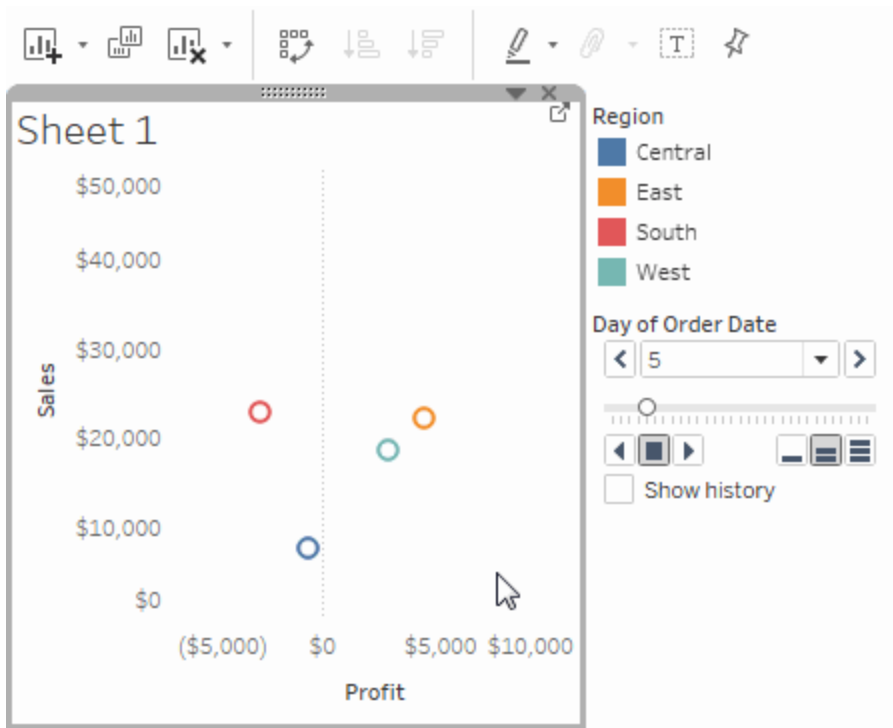 T
Sheet 1
$50,000
$40,000
$30,000
$20,000
$10,000
$0
Sales
($5,000) $0 $5,000 $10,000
Profit
Region
Central
East
South
West
Day of Order Date
5
Show history